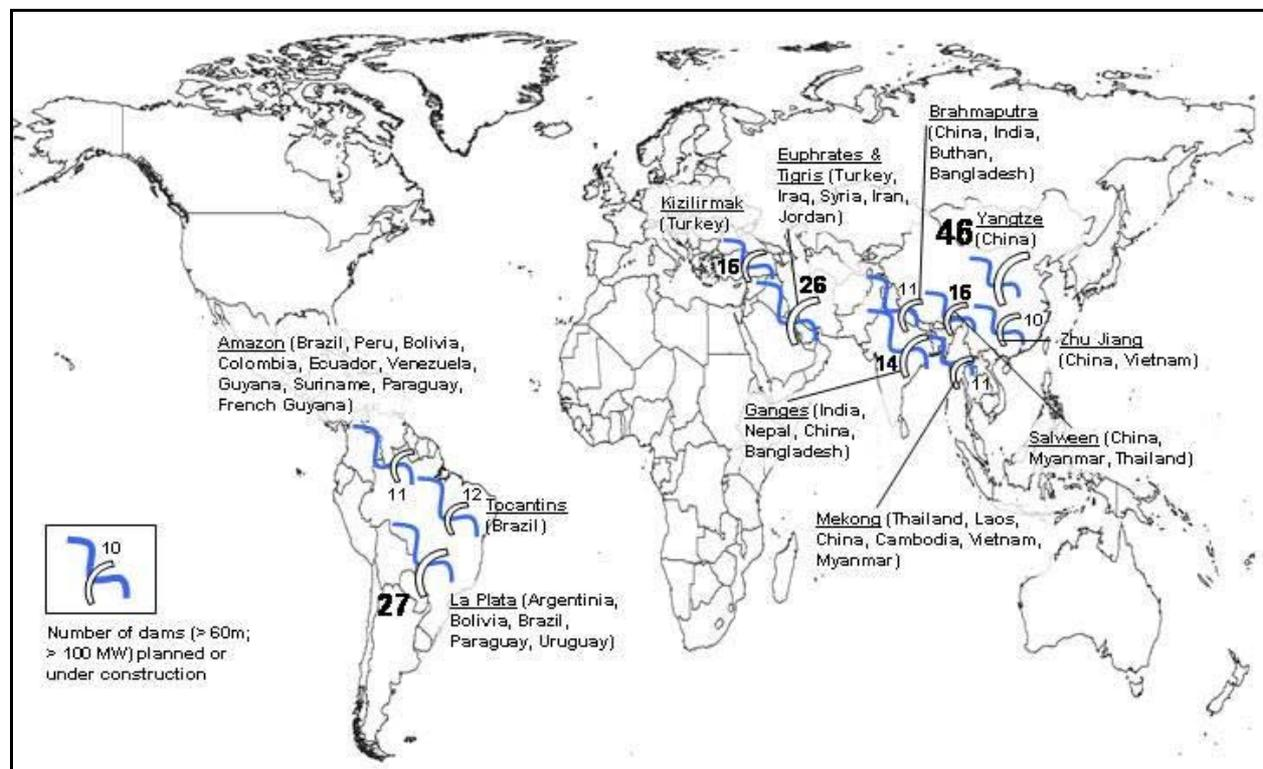 Brahmaputra
(China, India,
Buthan,
Bangladesh)
Euphrates &
Tigris (Turkey,
Iraq, Syria, Iran,
Jordan)
Kizilirmak
(Turkey)
46 Yangtze
(China)
16
26
11
16
10
Zhu Jiang
(China, Vietnam)
14
11
Amazon (Brazil, Peru, Bolivia,
Colombia, Ecuador, Venezuela,
Guyana, Suriname, Paraguay,
French Guyana)
Ganges (India,
Nepal, China,
Bangladesh)
Salween (China,
Myanmar, Thailand)
11
12
Tocantins
(Brazil)
Mekong (Thailand, Laos,
China, Cambodia, Vietnam,
Myanmar)
10
27
La Plata (Argentinia,
Bolivia, Brazil,
Paraguay, Uruguay)
Number of dams (> 60m;
> 100 MW) planned or
under construction